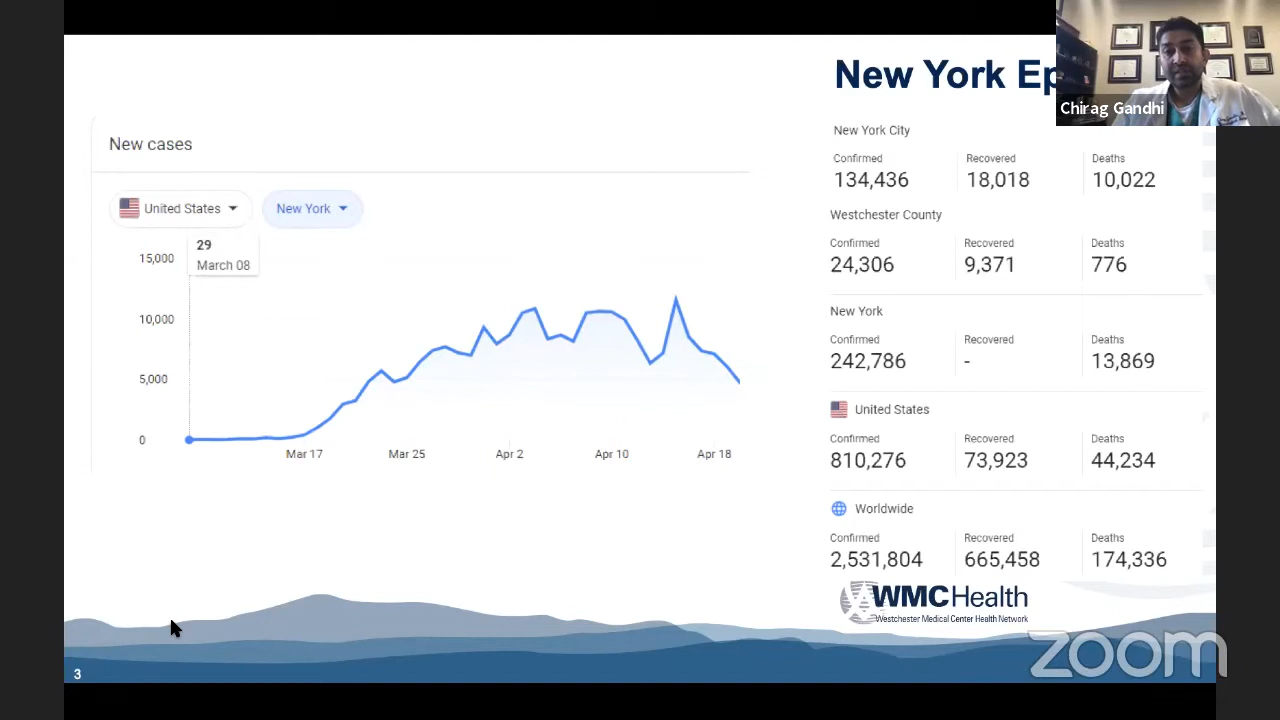 New York Ep
Chirag Gandhi
New cases
United States
New York
29
March 08
15,000
10,000
5,000
0
Mar 17
Mar 25
Apr 2
Apr 10
Apr 18
New York City
Confirmed
Recovered
Deaths
134,436
18,018
10,022
Westchester County
Confirmed
Recovered
Deaths
24,306
9,371
776
New York
Confirmed
Recovered
Deaths
242,786
-
13,869
United States
Confirmed
Recovered
Deaths
810,276
73,923
44,234
Worldwide
Confirmed
Recovered
Deaths
2,531,804
665,458
174,336
WMCHealth
Westchester Medical Center Health Network
3
zoom